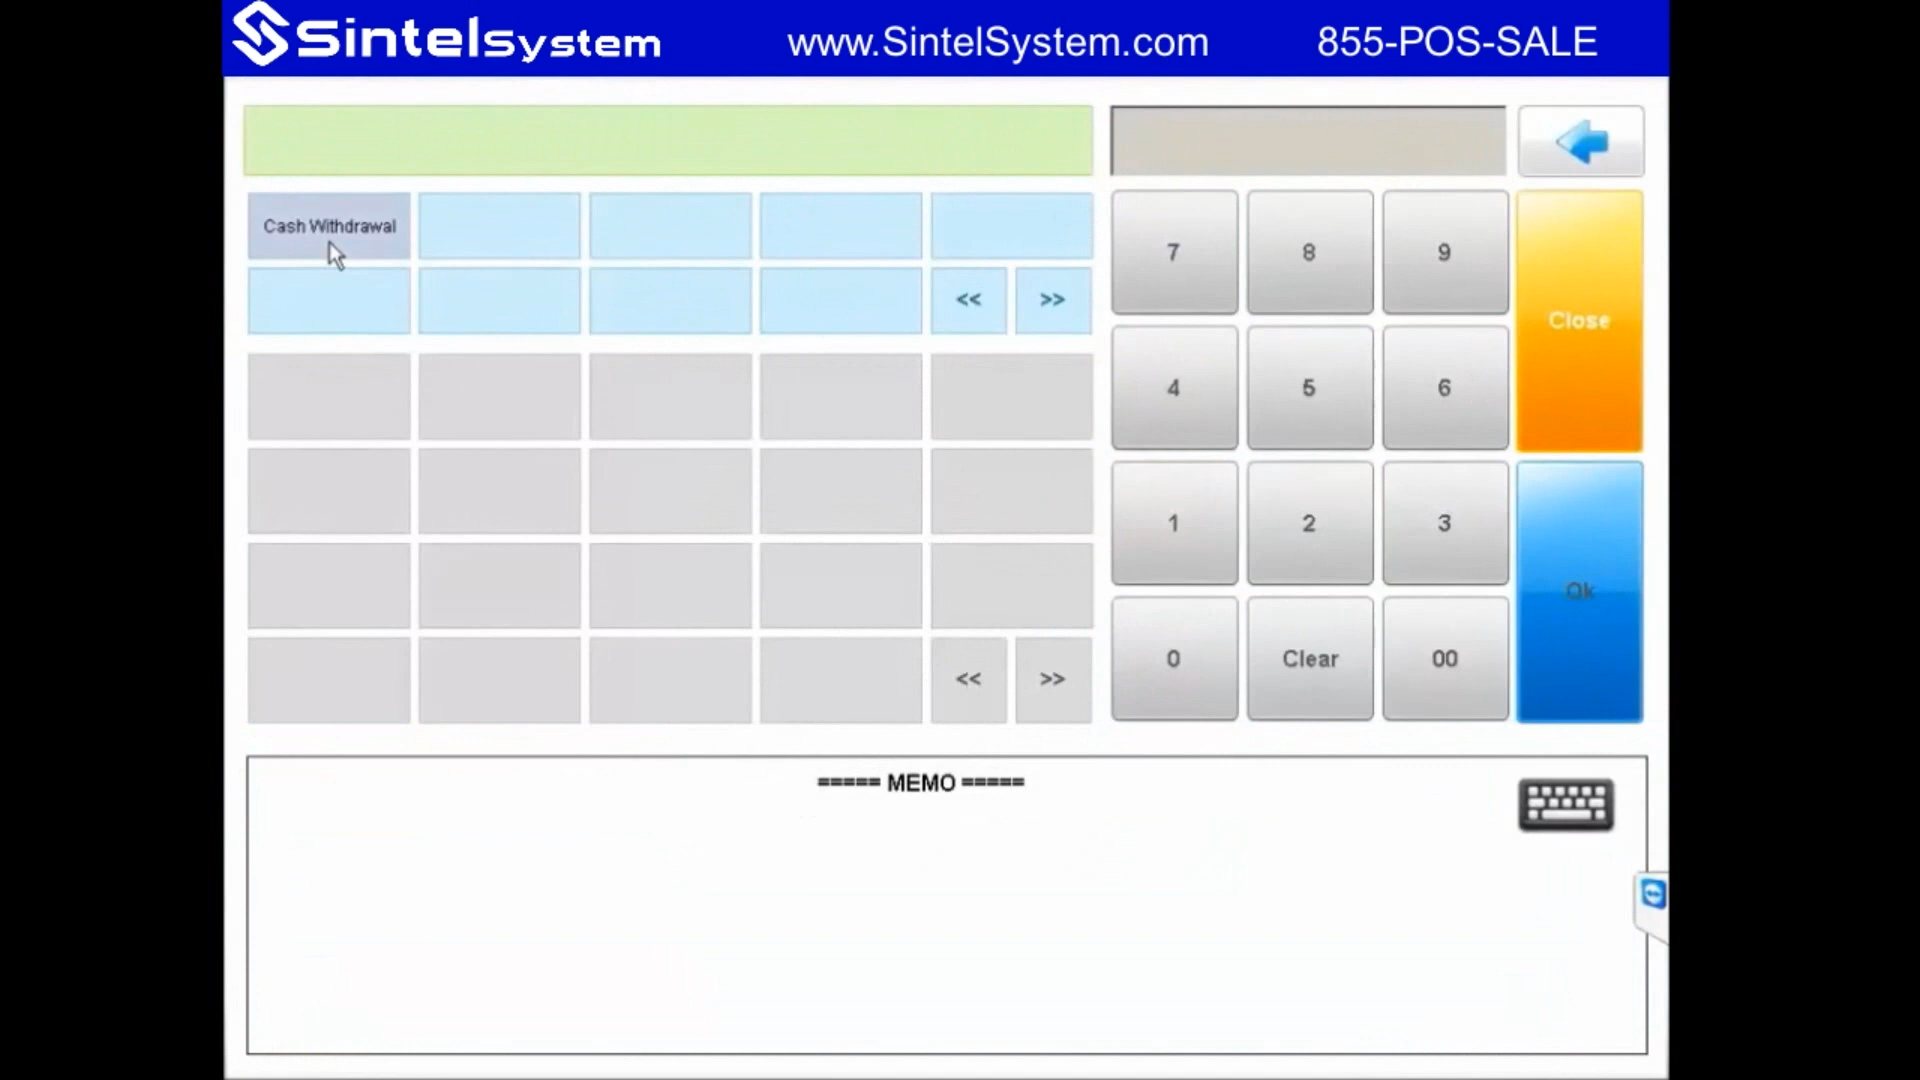 Sintelsystem www.SintelSystem.com 855-POS-SALE
Cash Withdrawal
<< >>
<< >>
7 8 9
Close
4 5 6
1 2 3
Ok
0 Clear 00
===== MEMO =====